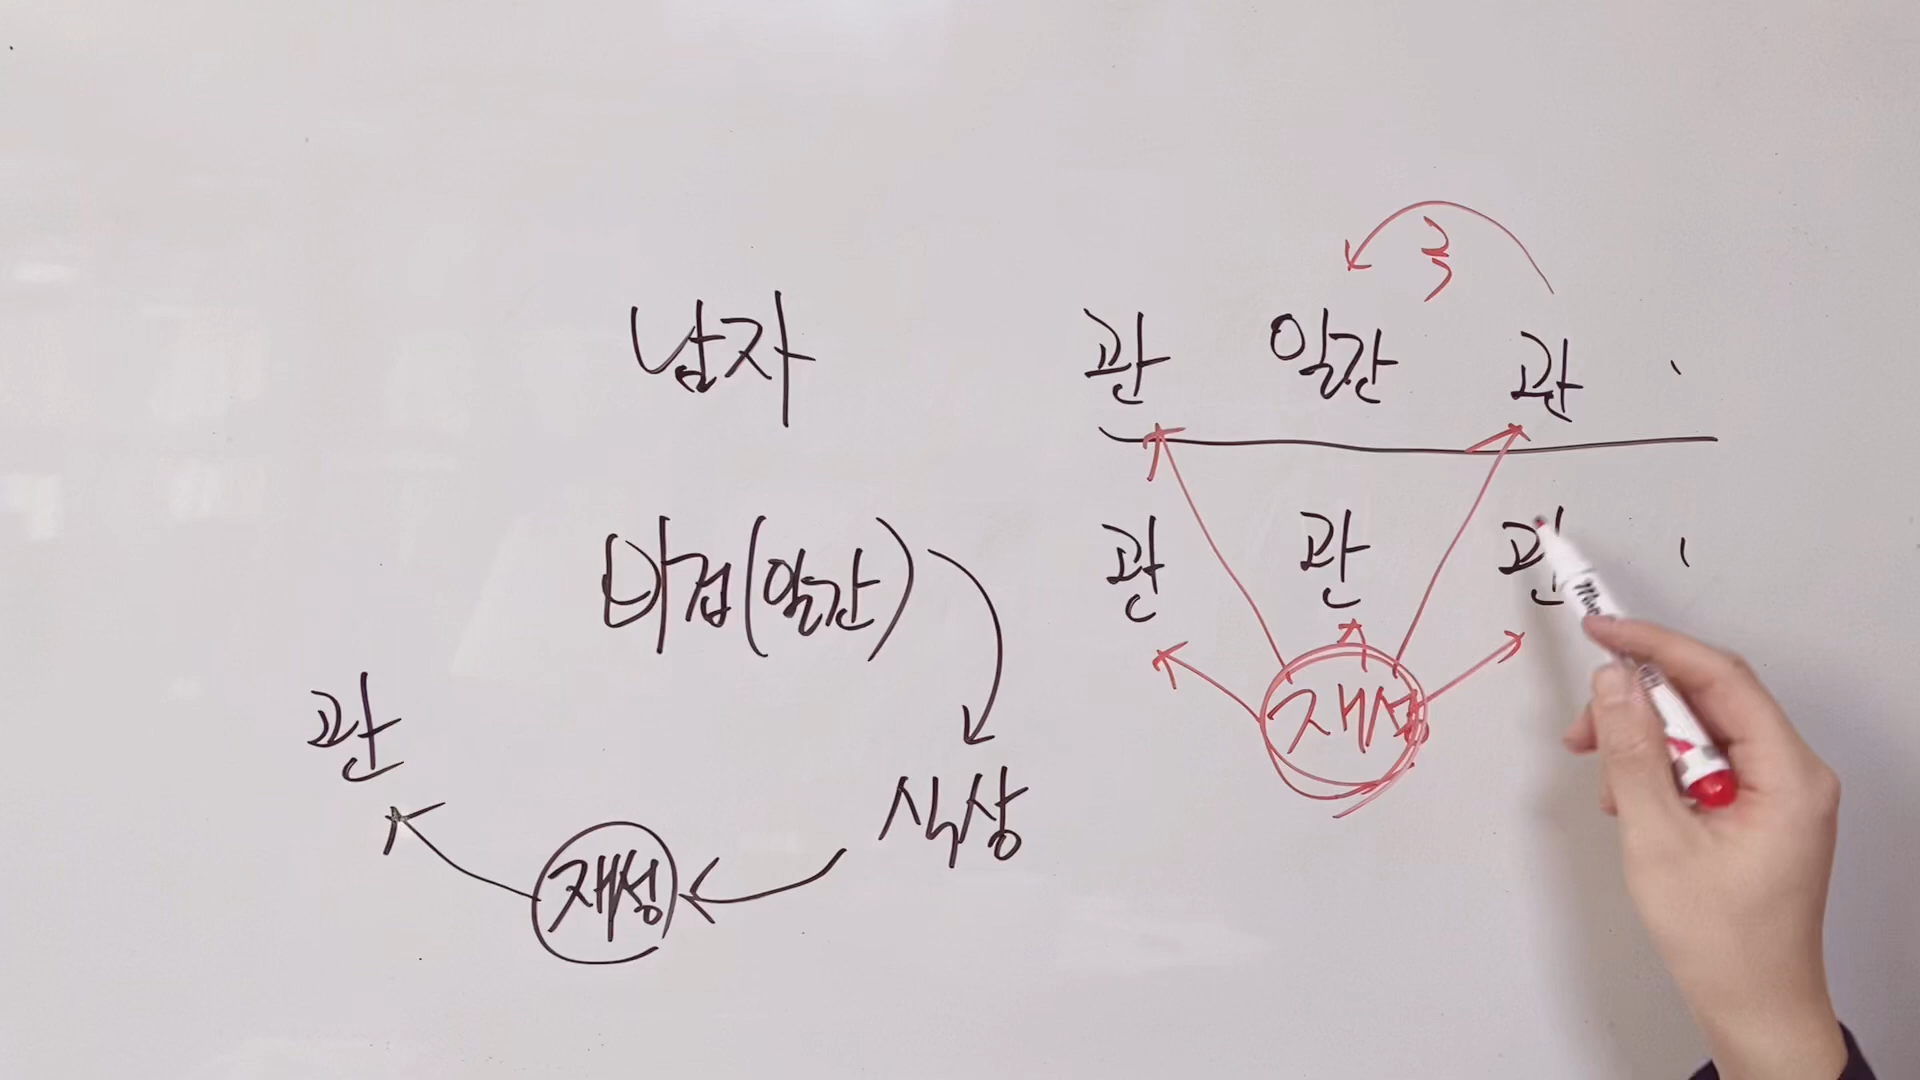 남자
비겁(일간)
관
식상
재성
관 일간 관
관 관 관
재성